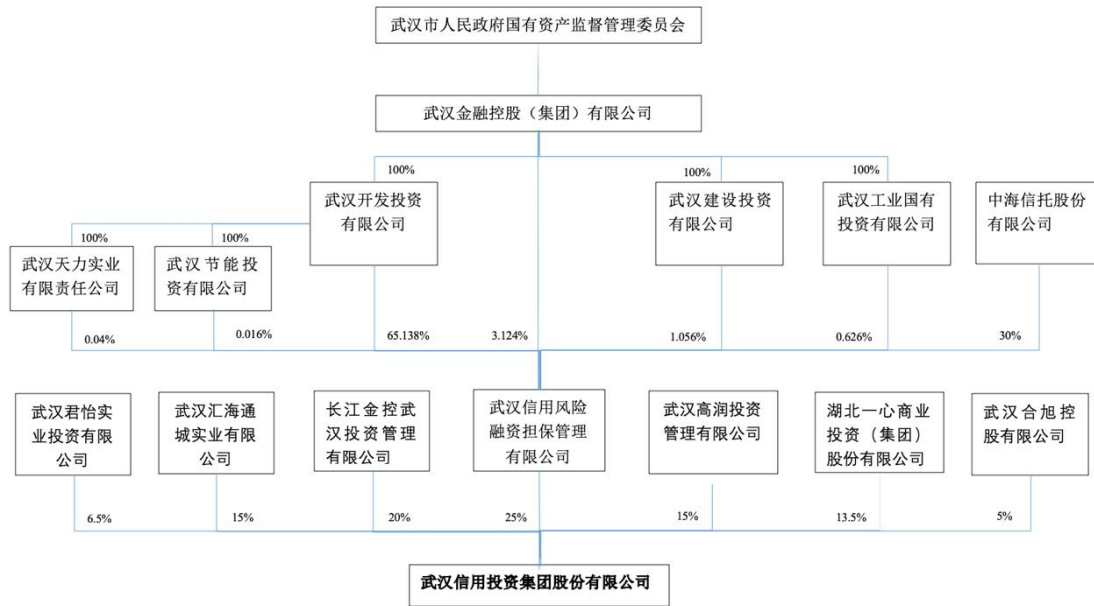 武汉市人民政府国有资产监督管理委员会
武汉金融控股（集团）有限公司
100%
100%
100%
武汉开发投资
有限公司
武汉建设投资
有限公司
武汉工业国有
投资有限公司
中海信托股份
有限公司
100%
100%
武汉天力实业
有限责任公司
武汉节能投
资有限公司
0.04%
0.016%
65.138%
3.124%
1.056%
0.626%
30%
武汉君怡实
业投资有限
公司
武汉汇海通
城实业有限
公司
长江金控武
汉投资管理
有限公司
武汉信用风险
融资担保管理
有限公司
武汉高润投资
管理有限公司
湖北一心商业
投资（集团）
股份有限公司
武汉合旭控
股有限公司
6.5%
15%
20%
25%
15%
13.5%
5%
武汉信用投资集团股份有限公司